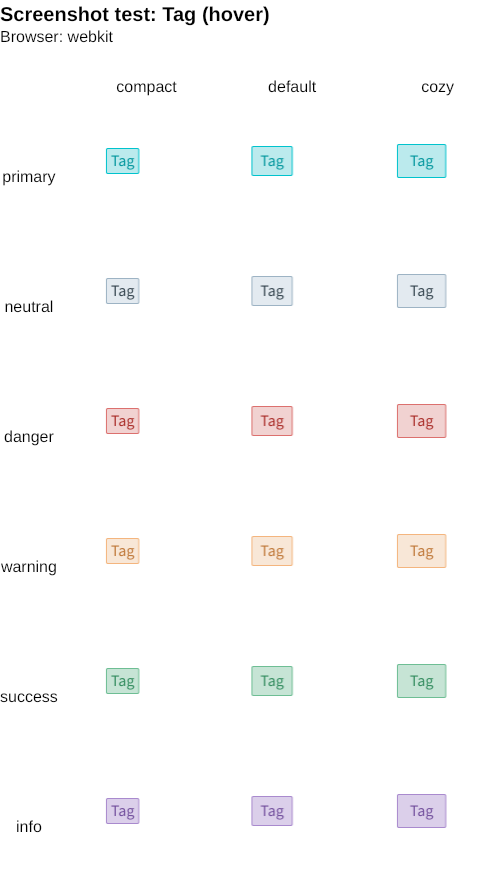 Screenshot test: Tag (hover)
Browser: webkit
compact default cozy
primary Tag Tag Tag
neutral Tag Tag Tag
danger Tag Tag Tag
warning Tag Tag Tag
success Tag Tag Tag
info Tag Tag Tag